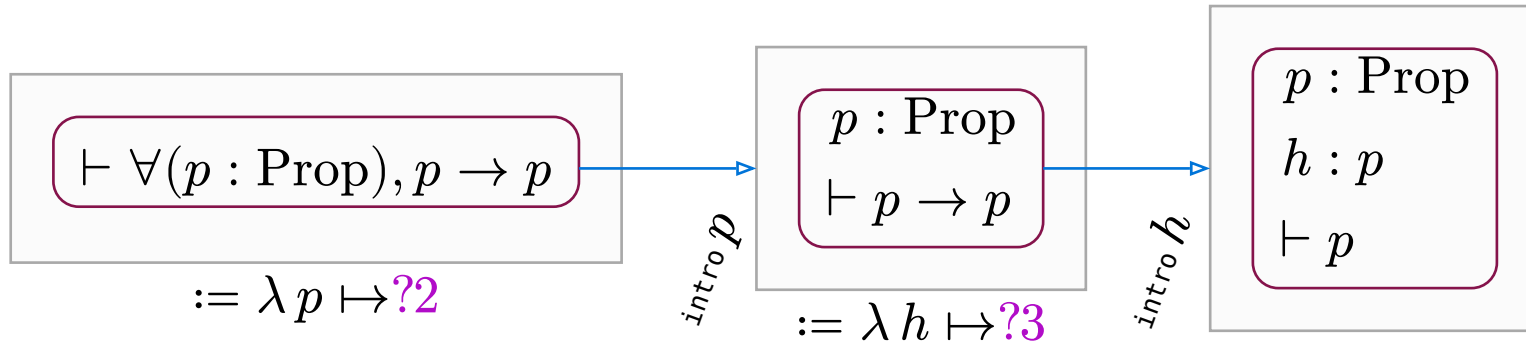 ⊢ ∀(p : Prop), p → p
:= λ p ↦ ?2
intro p
p : Prop
⊢ p → p
:= λ h ↦ ?3
intro h
p : Prop
h : p
⊢ p